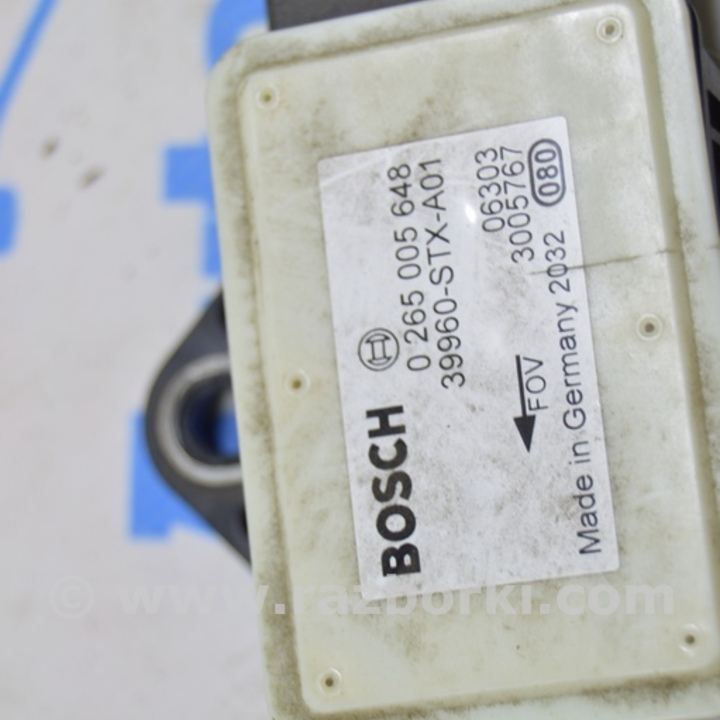 BOSCH
0 265 005 648
39960-STX-A01
06303
FOV 3005767
Made in Germany 2032 080
© www.razborki.com